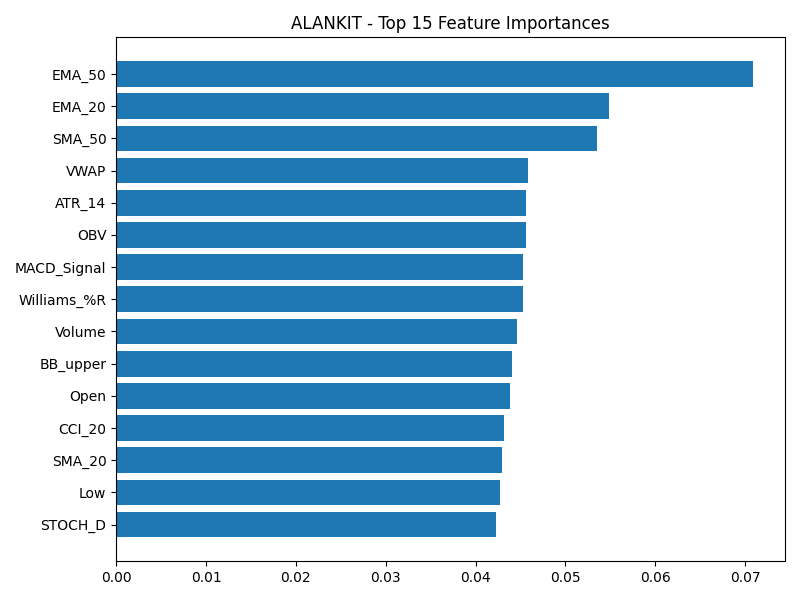 ALANKIT - Top 15 Feature Importances
EMA_50
EMA_20
SMA_50
VWAP
ATR_14
OBV
MACD_Signal
Williams_%R
Volume
BB_upper
Open
CCI_20
SMA_20
Low
STOCH_D
0.00 0.01 0.02 0.03 0.04 0.05 0.06 0.07